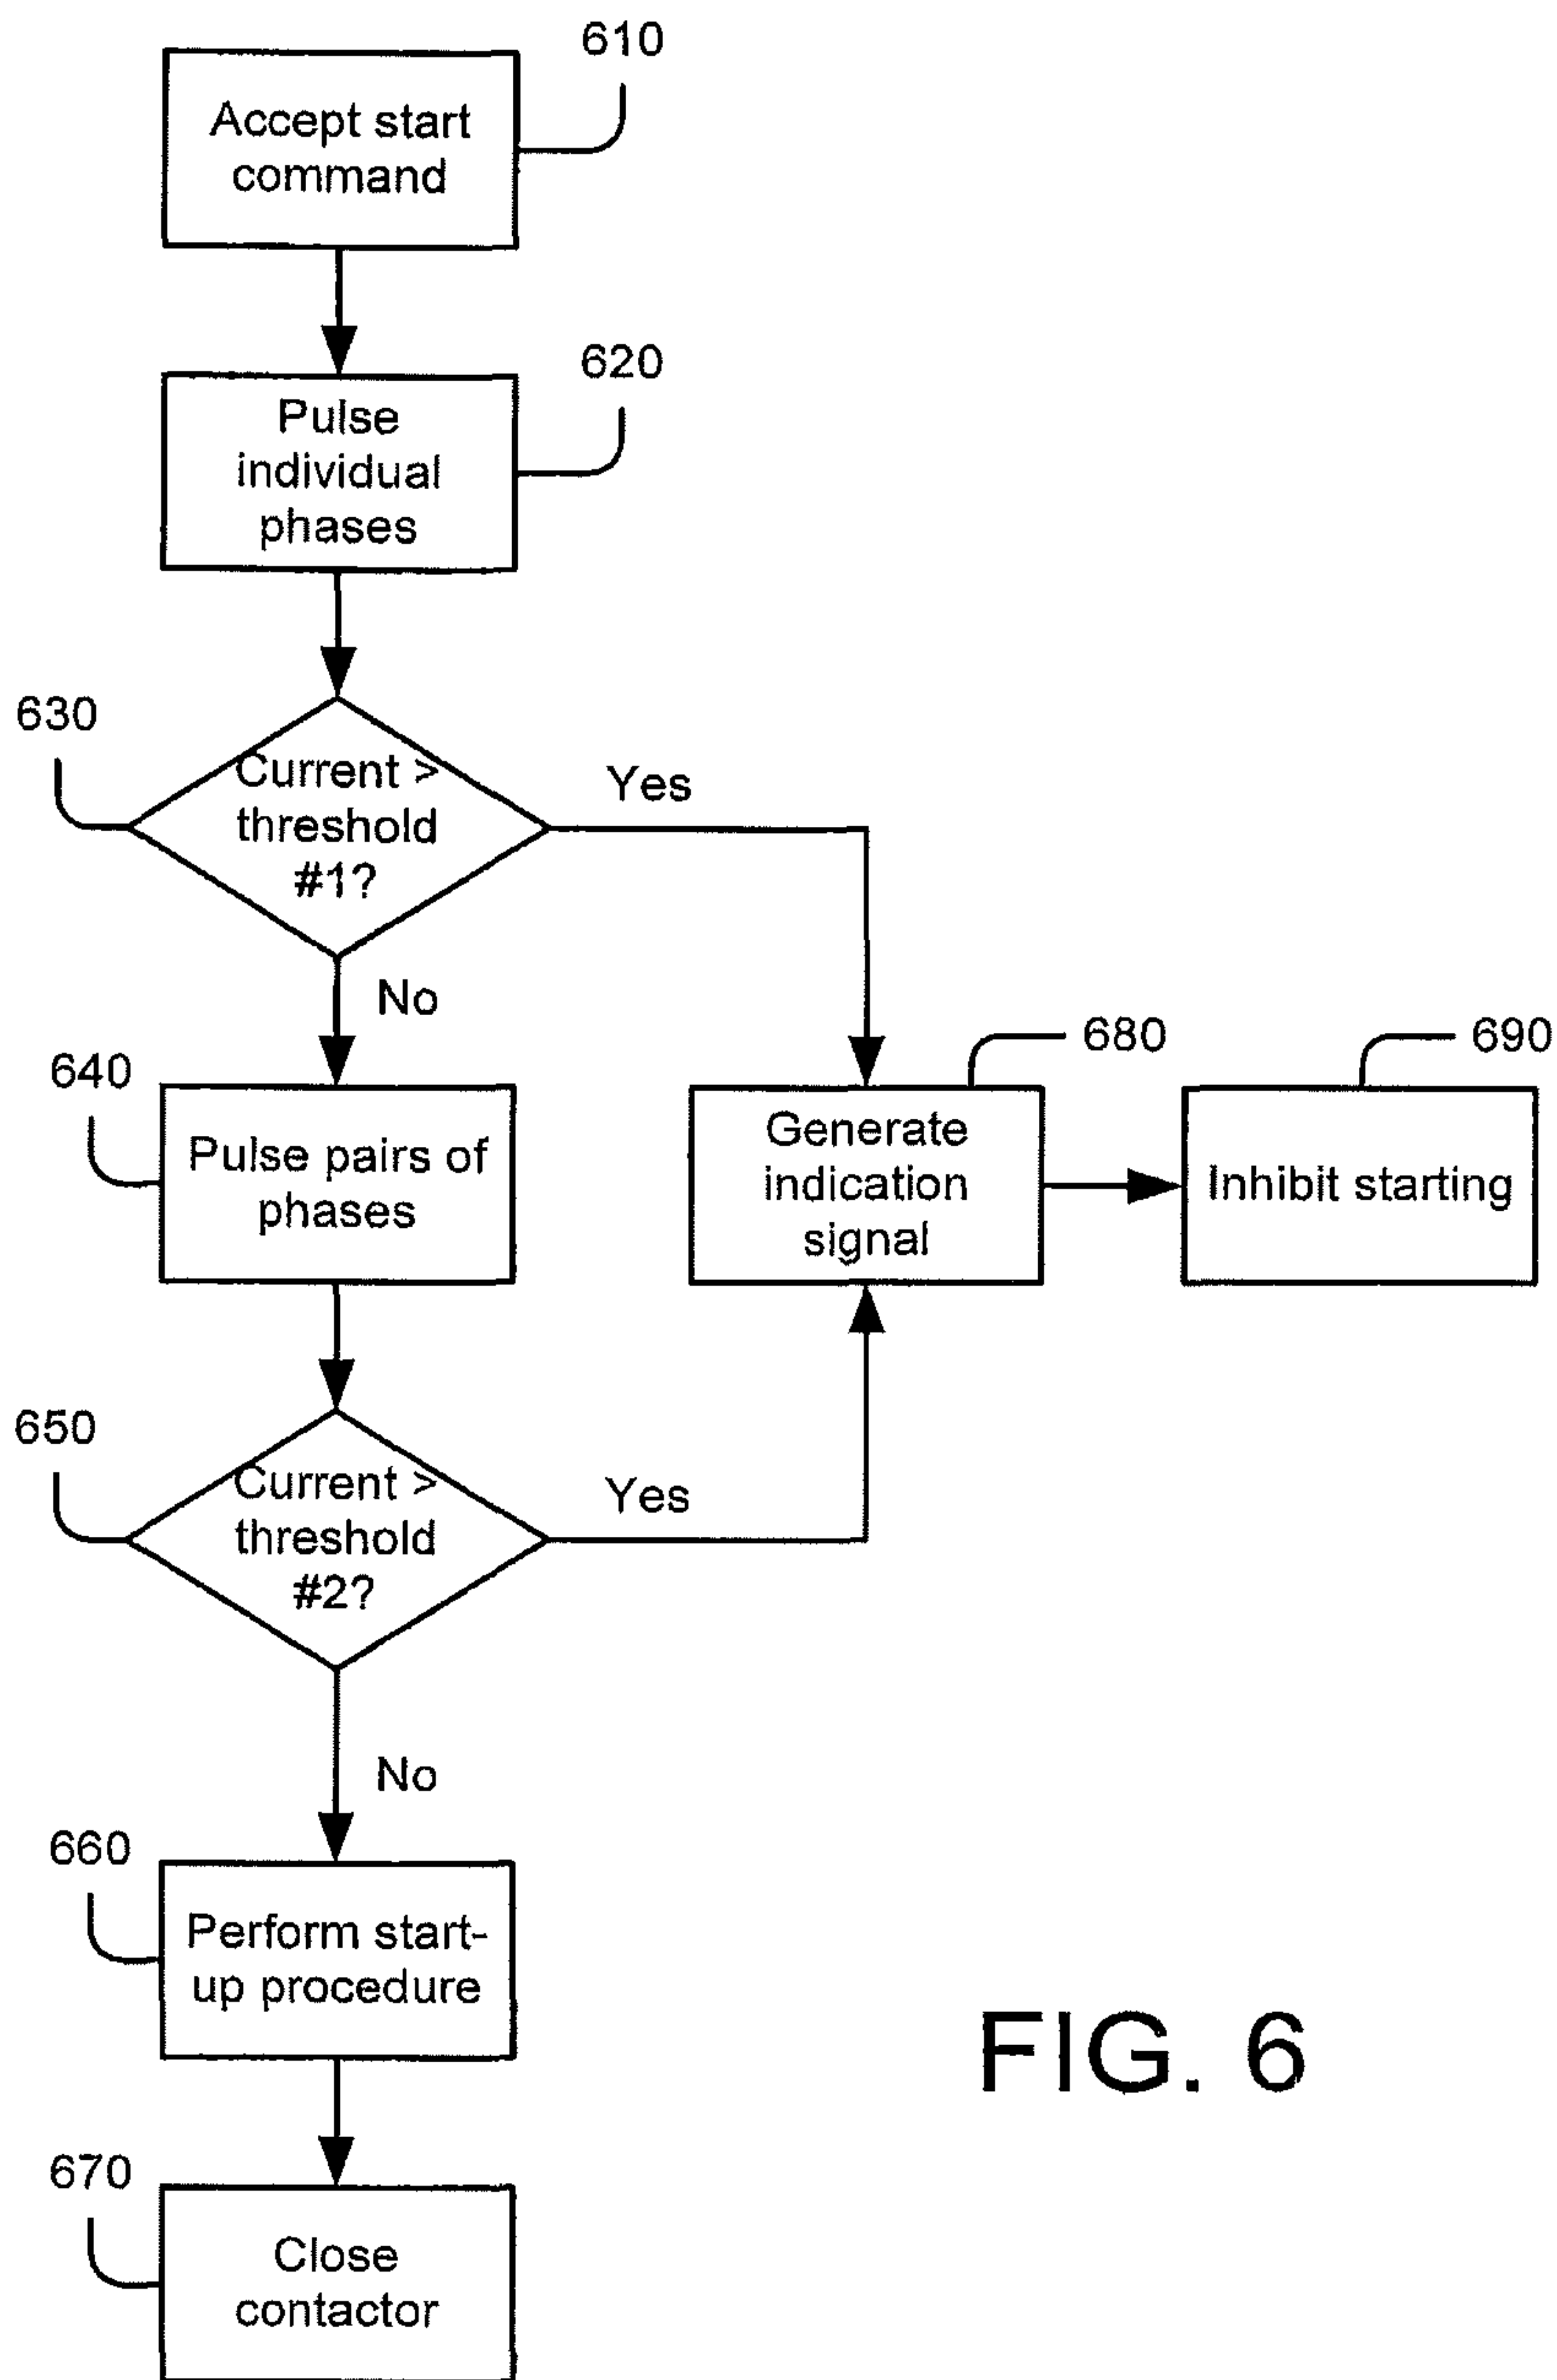 610
Accept start
command
620
Pulse
individual
phases
630
Current >
threshold
#1?
Yes
No
640
Pulse pairs of
phases
680
Generate
indication
signal
690
Inhibit starting
650
Current >
threshold
#2?
Yes
No
660
Perform start-
up procedure
670
Close
contactor
FIG. 6